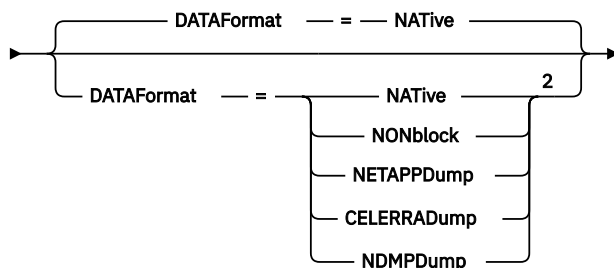 DATAFormat = NATive
DATAFormat = NATive 2
NONblock
NETAPPDump
CELERRADump
NDMPDump